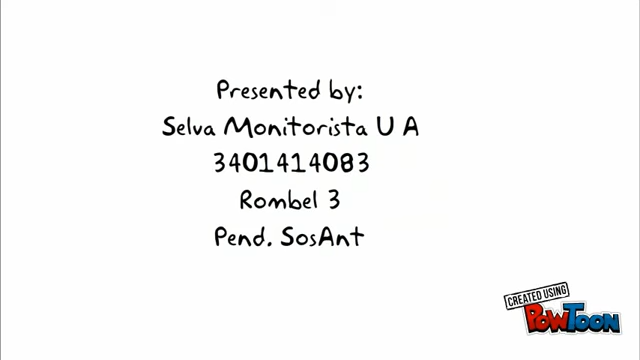 Presented by:
Selva Monitorista U A
3401414083
Rombel 3
Pend. SosAnt
CREATED USING
POWTOON